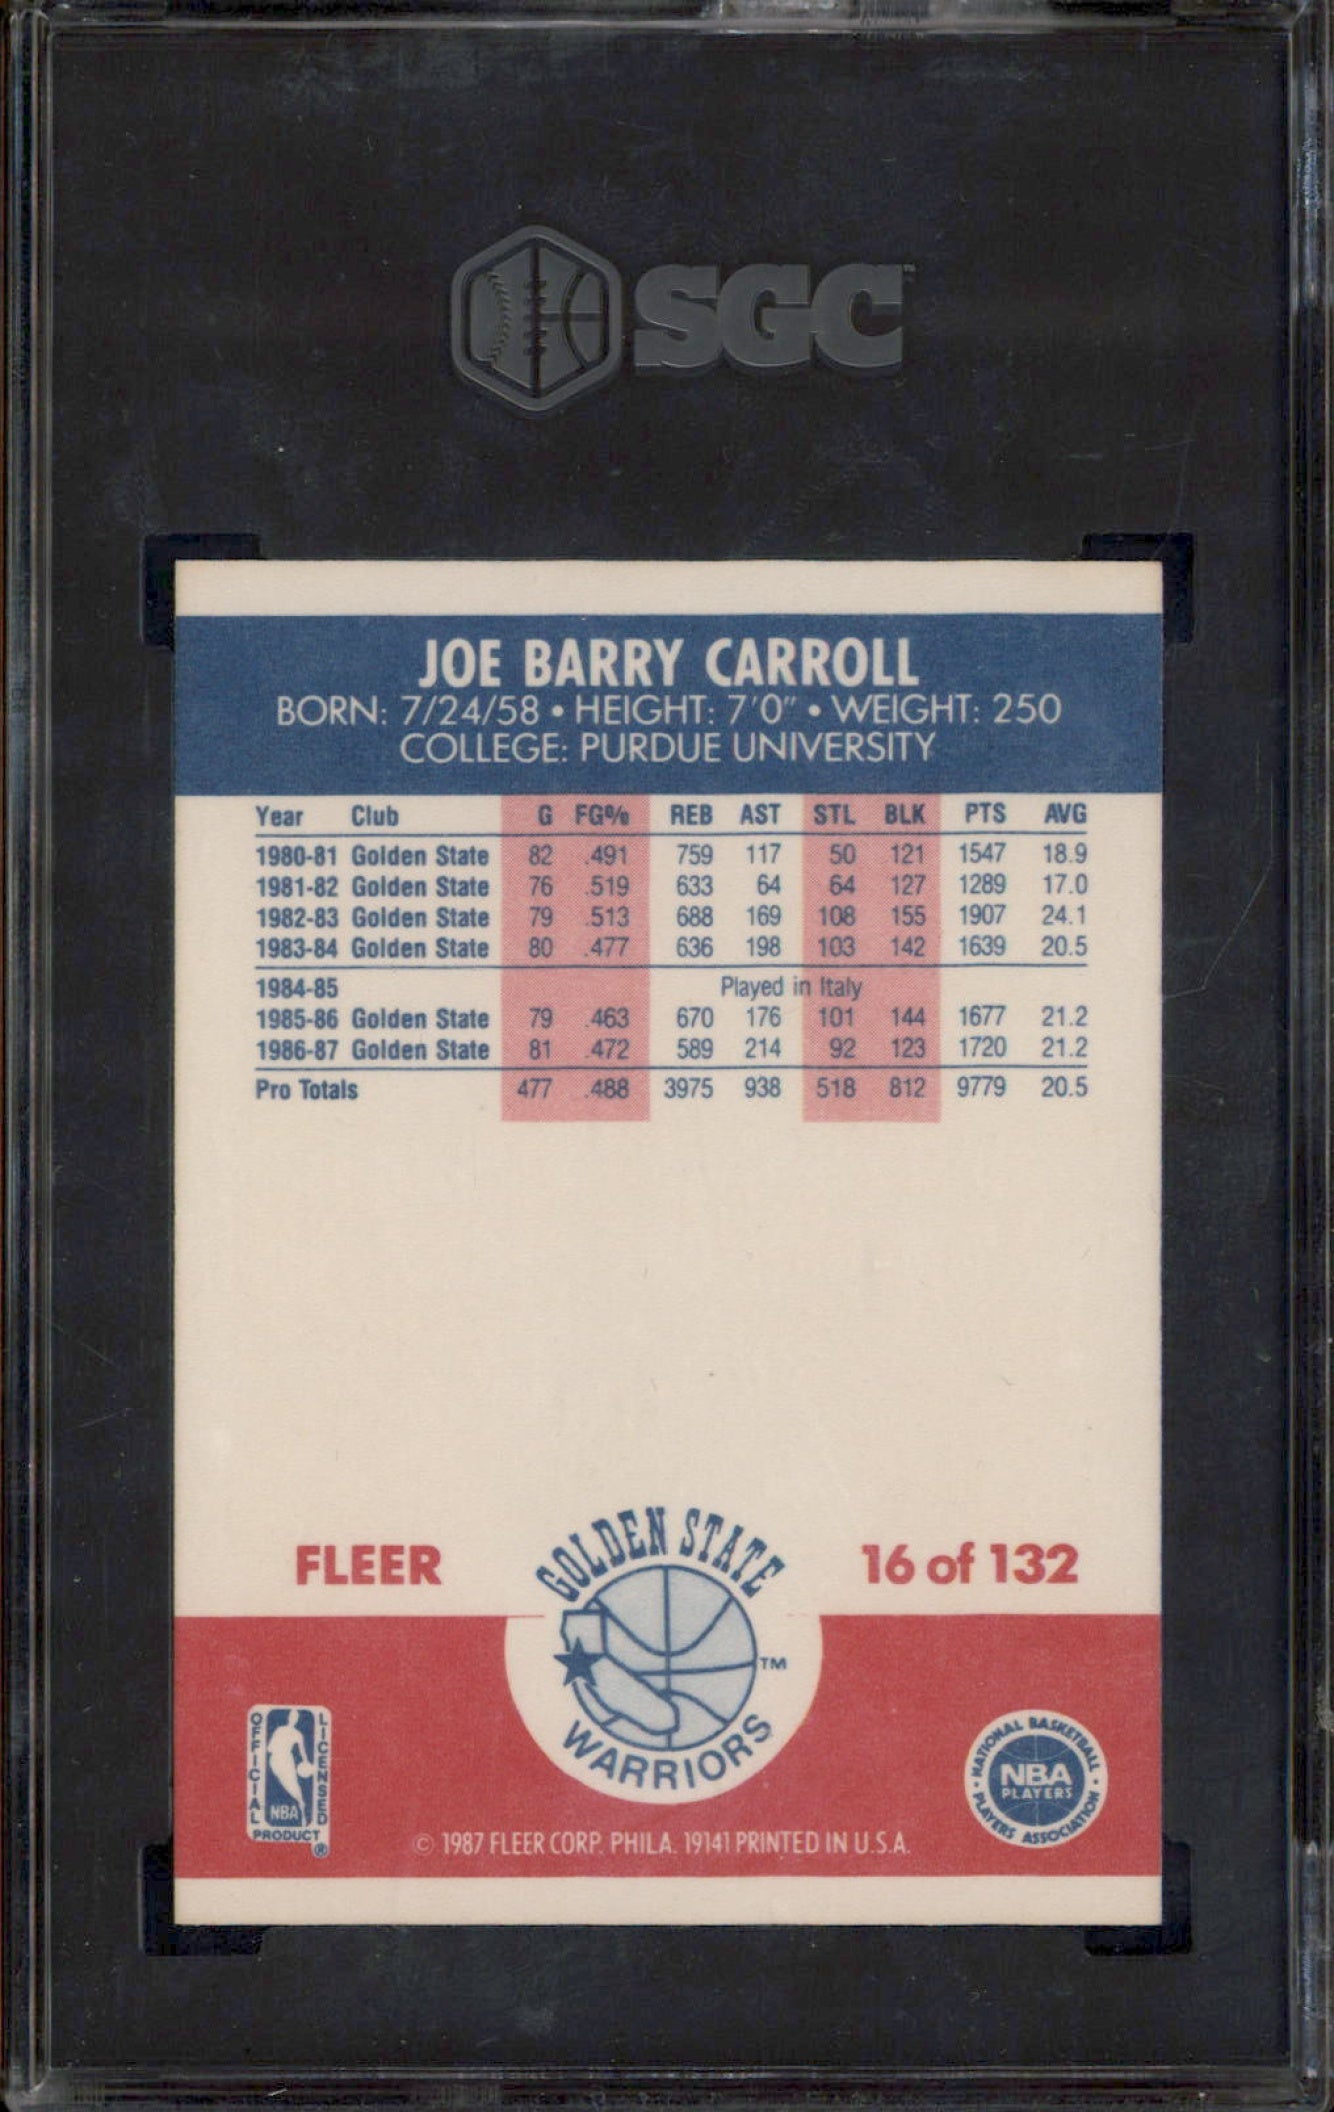 SGC™
JOE BARRY CARROLL
BORN: 7/24/58 • HEIGHT: 7'0" • WEIGHT: 250
COLLEGE: PURDUE UNIVERSITY
Year Club G FG% REB AST STL BLK PTS AVG
1980-81 Golden State 82 .491 759 117 50 121 1547 18.9
1981-82 Golden State 76 .519 633 64 64 127 1289 17.0
1982-83 Golden State 79 .513 688 169 108 155 1907 24.1
1983-84 Golden State 80 .477 636 198 103 142 1639 20.5
1984-85 Played in Italy
1985-86 Golden State 79 .463 670 176 101 144 1677 21.2
1986-87 Golden State 81 .472 589 214 92 123 1720 21.2
Pro Totals 477 .488 3975 938 518 812 9779 20.5
FLEER
GOLDEN STATE
WARRIORS
TM
16 of 132
OFFICIAL
LICENSED
NBA
PRODUCT
®
NATIONAL BASKETBALL
NBA
PLAYERS
• PLAYERS ASSOCIATION •
© 1987 FLEER CORP. PHILA. 19141 PRINTED IN U.S.A.